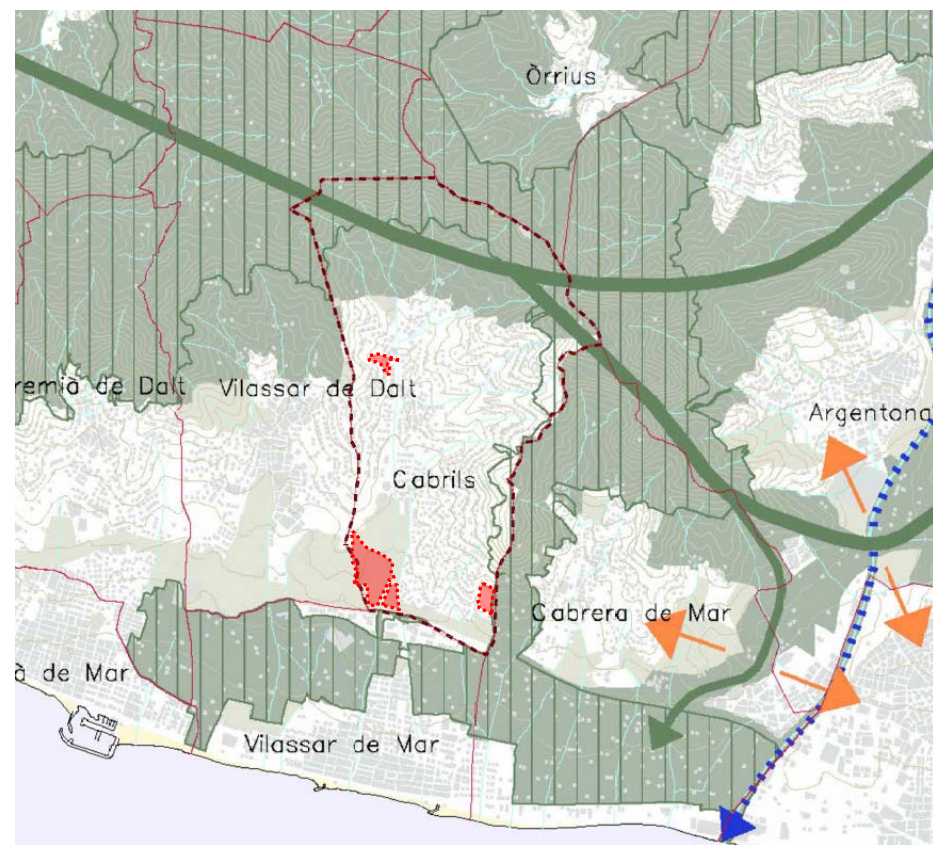 Òrrius
remià de Dalt
Vilassar de Dalt
Argentona
Cabrils
Cabrera de Mar
à de Mar
Vilassar de Mar